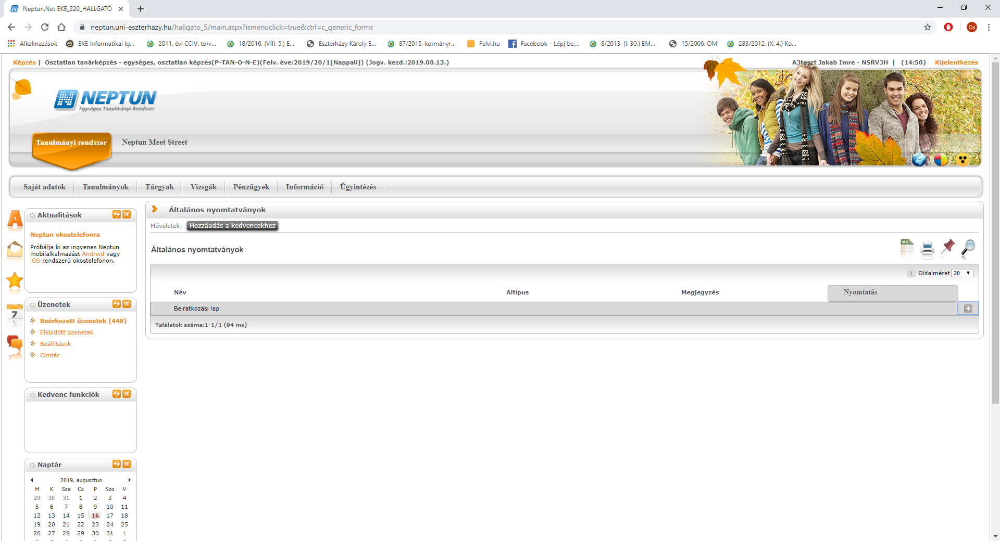 Neptun.Net EKE_220_HALLGATÓ
neptun.uni-eszterhazy.hu/hallgato_5/main.aspx?ismenuclick=true&ctrl=c_generic_forms
Cs
Alkalmazások EKE Informatikai Ig... 2011. évi CCIV. törv... 18/2016. (VIII. 5.) E... Eszterházy Károly E... 87/2015. kormányr... Felvi.hu Facebook – Lépj be,... 8/2013. (I. 30.) EM... 15/2006. OM 283/2012. (X. 4.) Ko...
Képzés | Osztatlan tanárképzés - egységes, osztatlan képzés(P-TAN-O-N-E)(Felv. éve:2019/20/1[Nappali]) (Jogv. kezd.:2019.08.13.)
A3teszt Jakab Imre - NSRV3H | (14:50) Kijelentkezés
NEPTUN
Egységes Tanulmányi Rendszer
Tanulmányi rendszer Neptun Meet Street
Saját adatok Tanulmányok Tárgyak Vizsgák Pénzügyek Információ Ügyintézés
Aktualitások
Neptun okostelefonra
Próbálja ki az ingyenes Neptun
mobilalkalmazást Android vagy
iOS rendszerű okostelefonon.
7
Üzenetek
Beérkezett üzenetek (448)
Elküldött üzenetek
Beállítások
Címtár
Kedvenc funkciók
Naptár
2019. augusztus
H K Sze Cs P Szo V
29 30 31 1 2 3 4
5 6 7 8 9 10 11
12 13 14 15 16 17 18
19 20 21 22 23 24 25
26 27 28 29 30 31 1
Általános nyomtatványok
Műveletek: Hozzáadás a kedvencekhez
Általános nyomtatványok
XLS
1 Oldalméret 20
Név Altípus Megjegyzés Nyomtatás
Beiratkozási lap
Találatok száma:1-1/1 (94 ms)